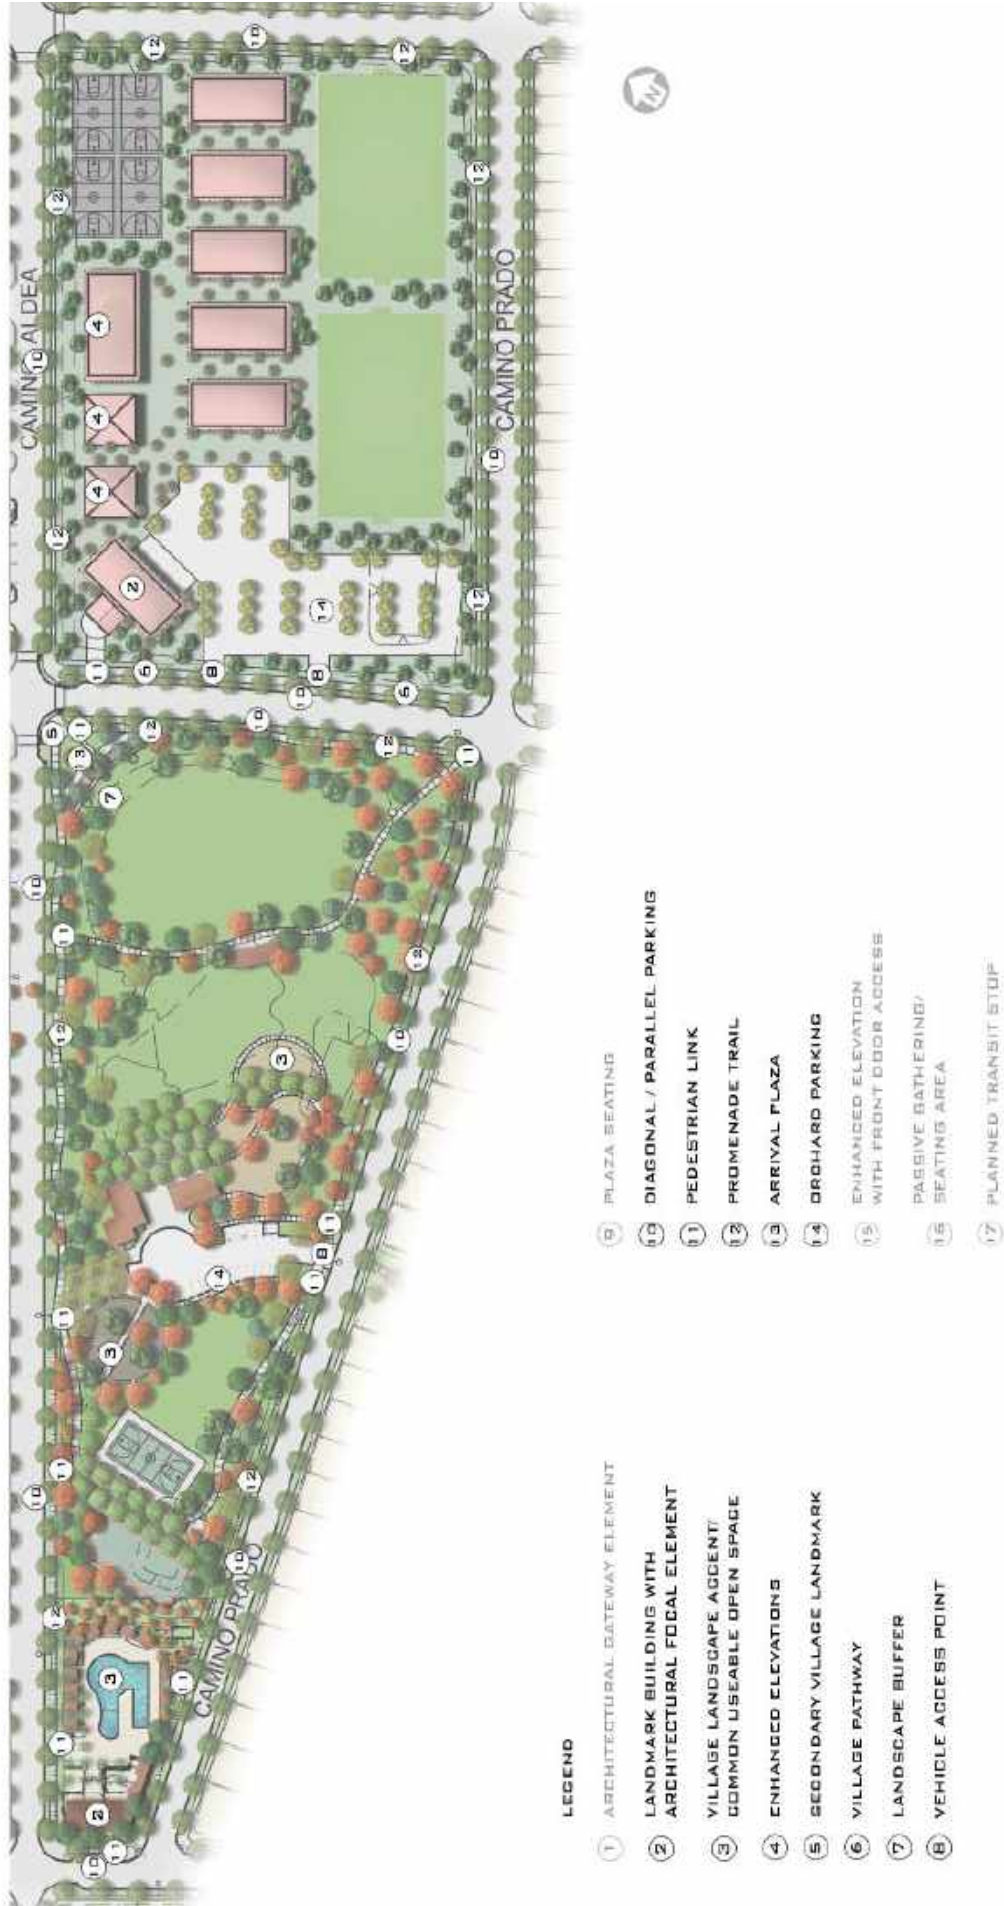 CAMINO ALDEA
CAMINO PRADO
CAMINO PRADO
N
LEGEND
1 ARCHITECTURAL GATEWAY ELEMENT
2 LANDMARK BUILDING WITH
ARCHITECTURAL FOCAL ELEMENT
3 VILLAGE LANDSCAPE ACCENT/
COMMON USEABLE OPEN SPACE
4 ENHANCED ELEVATIONS
5 SECONDARY VILLAGE LANDMARK
6 VILLAGE PATHWAY
7 LANDSCAPE BUFFER
8 VEHICLE ACCESS POINT
9 PLAZA SEATING
10 DIAGONAL / PARALLEL PARKING
11 PEDESTRIAN LINK
12 PROMENADE TRAIL
13 ARRIVAL PLAZA
14 ORCHARD PARKING
15 ENHANCED ELEVATION
WITH FRONT DOOR ACCESS
PASSIVE GATHERING/
16 SEATING AREA
17 PLANNED TRANSIT STOP